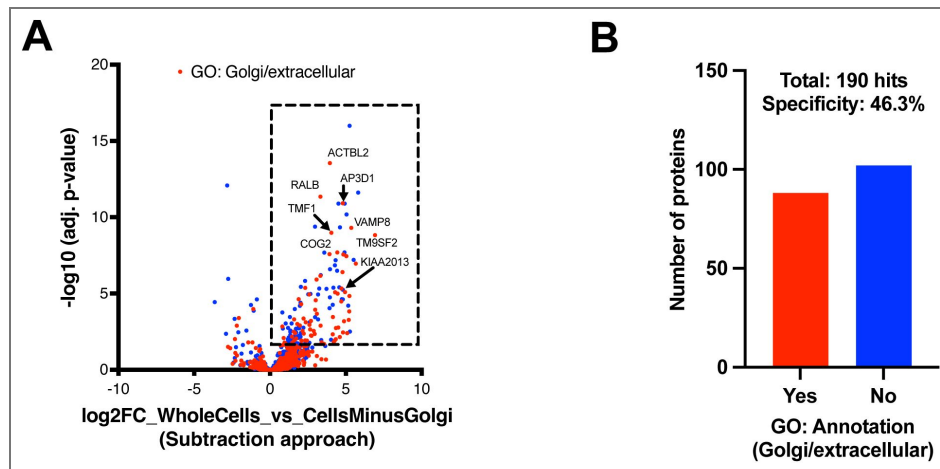 A
GO: Golgi/extracellular
20
15
10
5
0
-log10 (adj. p-value)
ACTBL2
AP3D1
RALB
TMF1
VAMP8
COG2
TM9SF2
KIAA2013
-10
-5
0
5
10
log2FC_WholeCells_vs_CellsMinusGolgi
(Subtraction approach)
B
Total: 190 hits
Specificity: 46.3%
150
100
50
0
Number of proteins
Yes
No
GO: Annotation
(Golgi/extracellular)